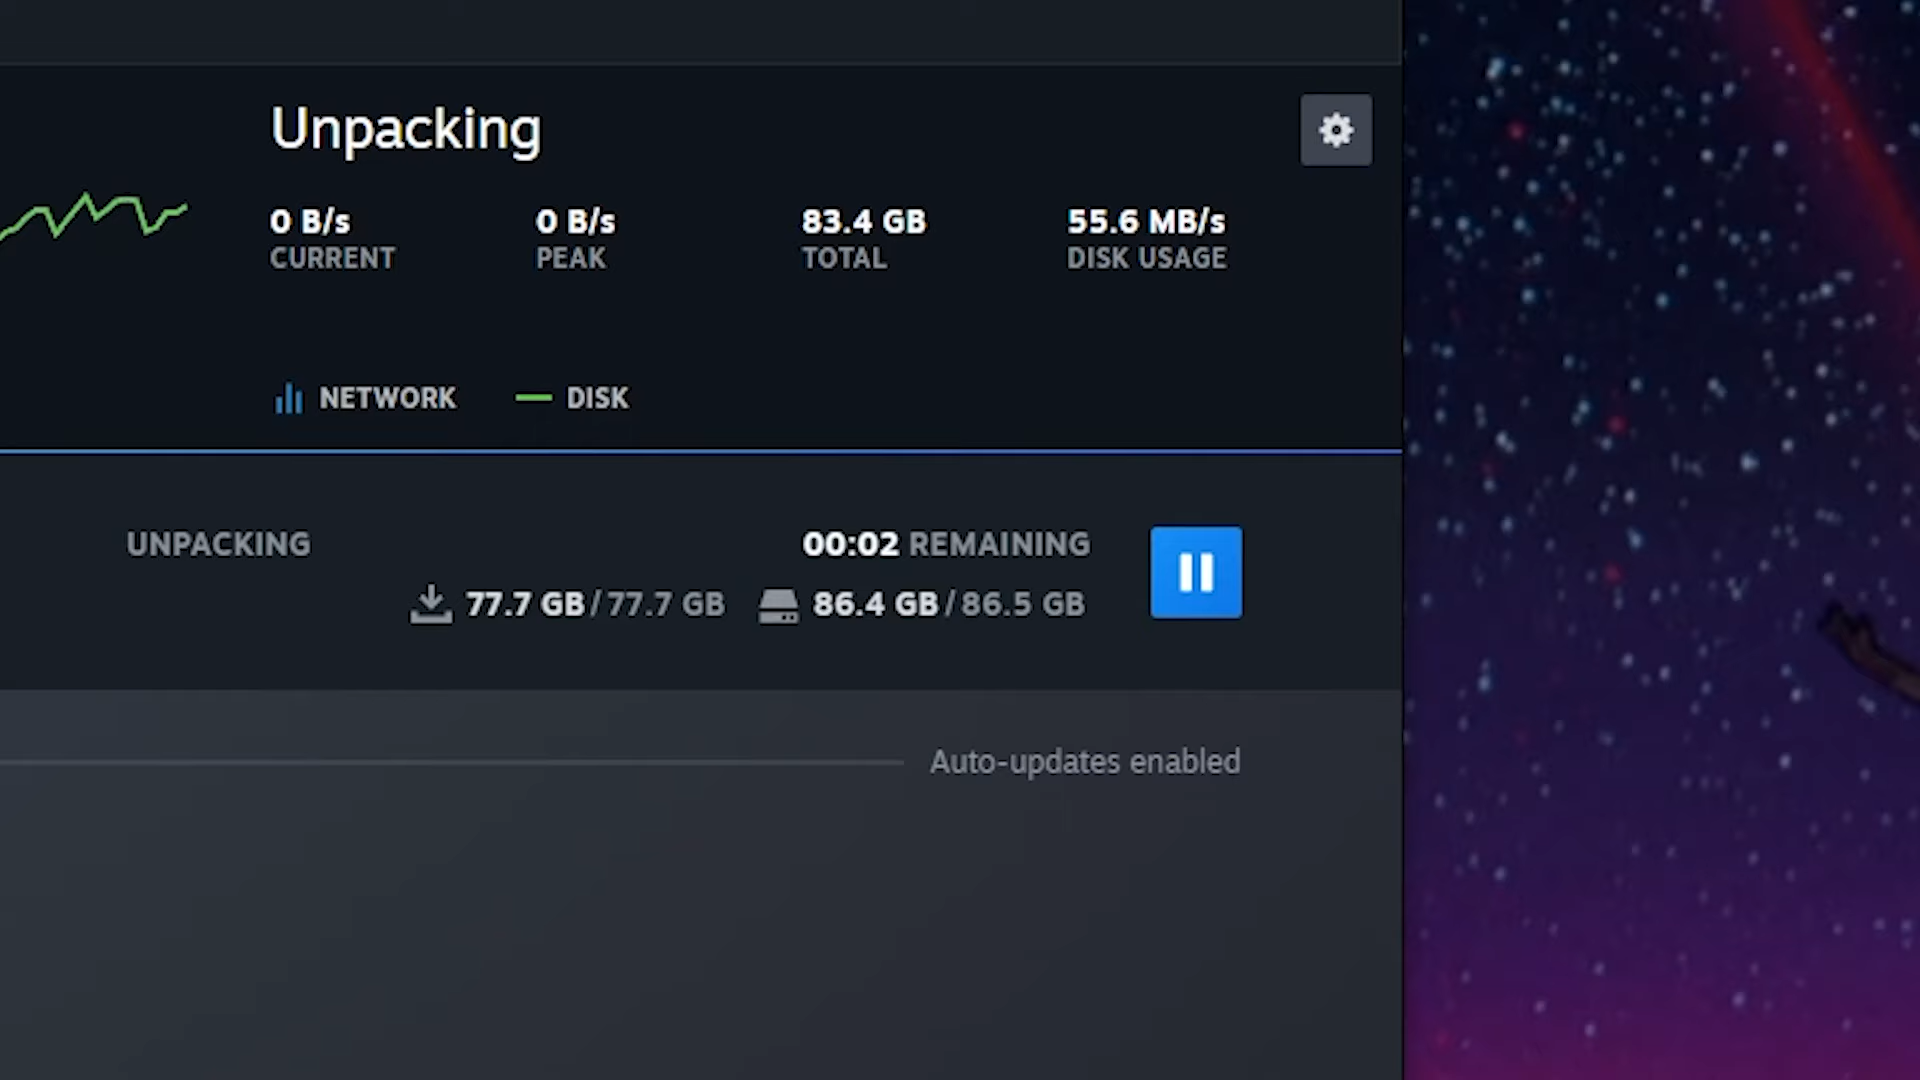 Unpacking
0 B/s 0 B/s 83.4 GB 55.6 MB/s
CURRENT PEAK TOTAL DISK USAGE
NETWORK DISK
UNPACKING 00:02 REMAINING
77.7 GB / 77.7 GB 86.4 GB / 86.5 GB
Auto-updates enabled